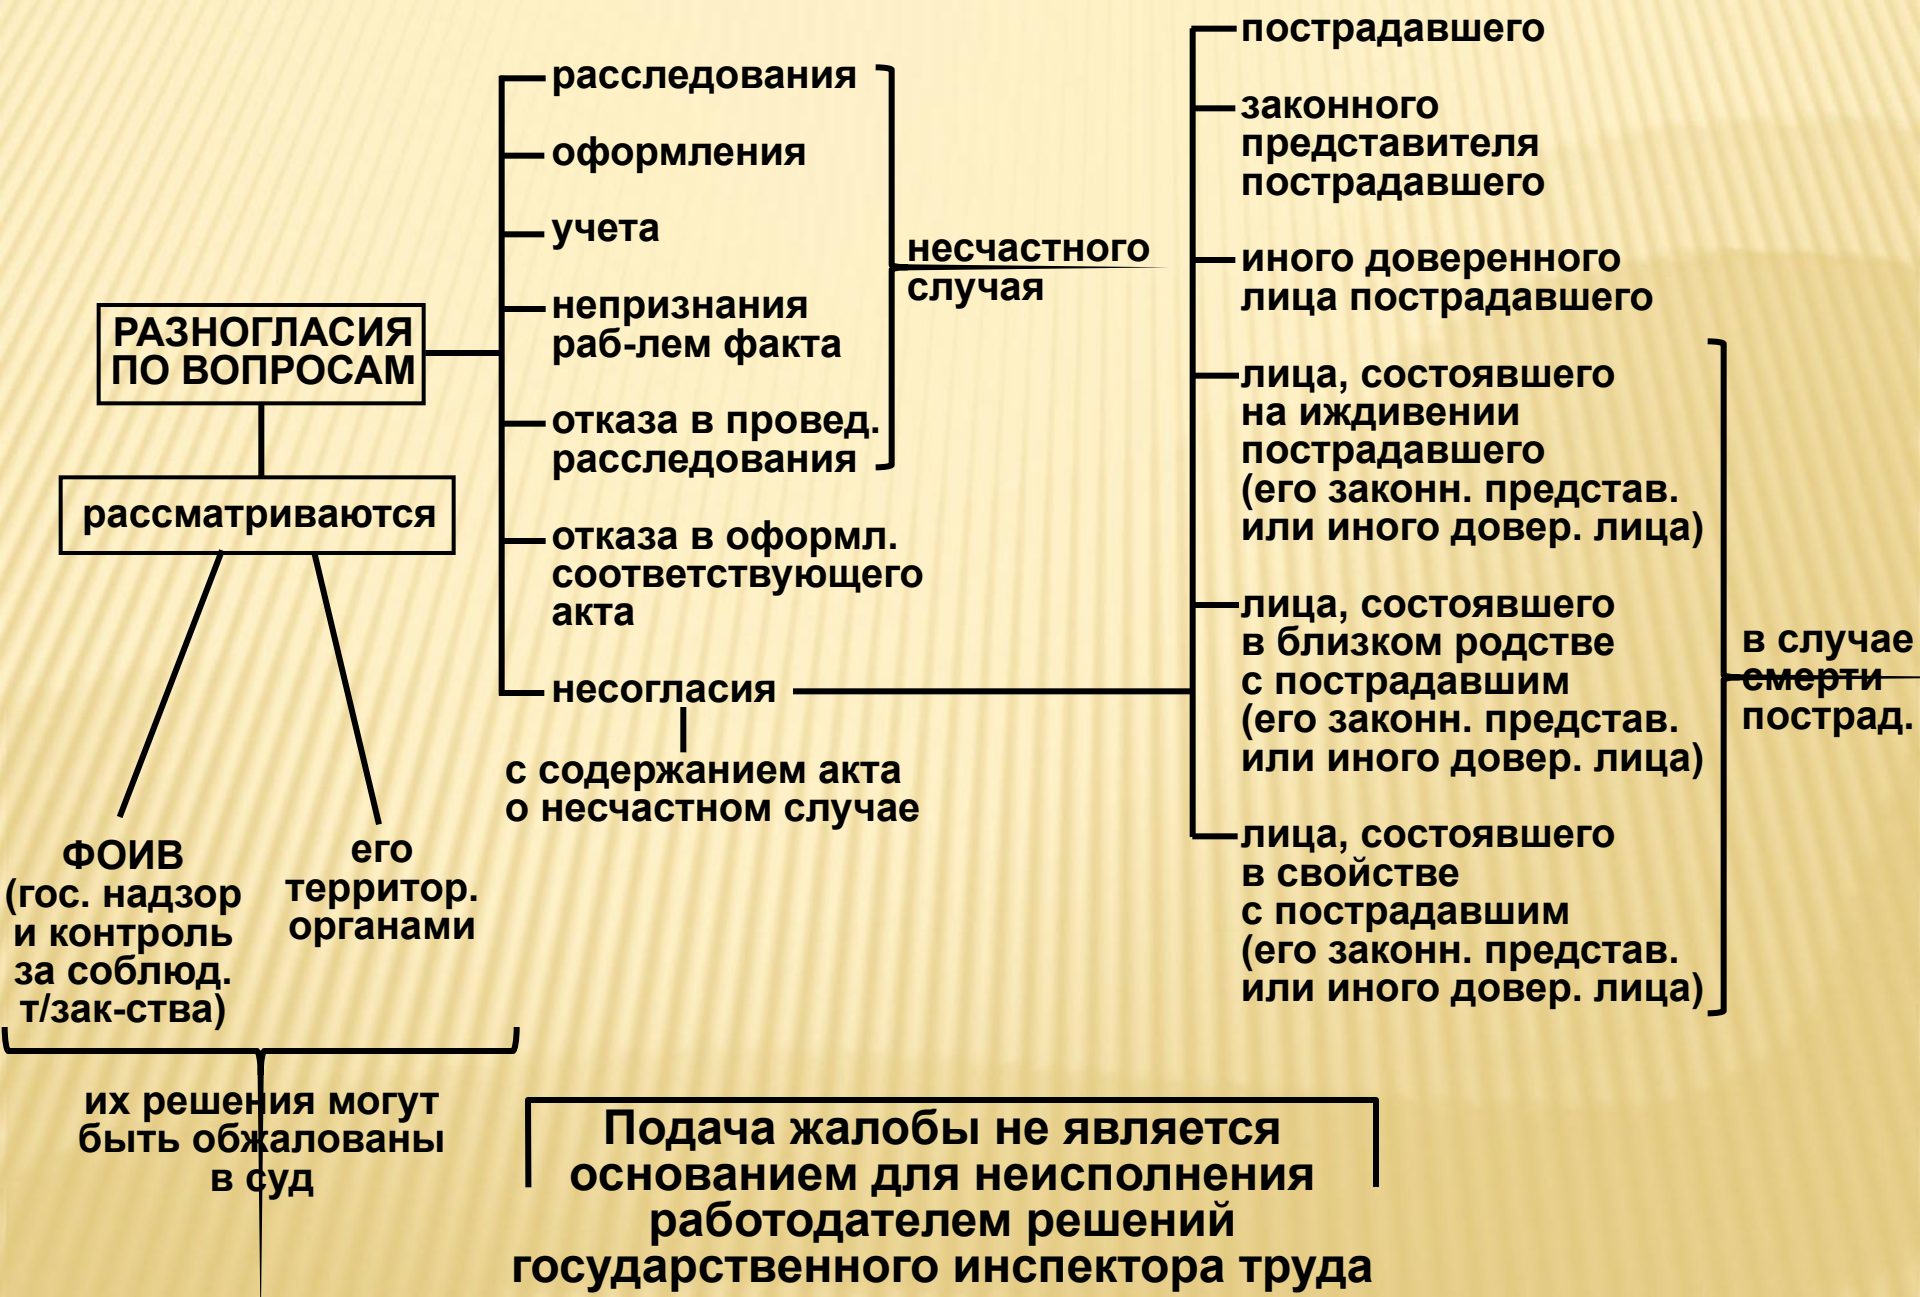 РАЗНОГЛАСИЯ
ПО ВОПРОСАМ
рассматриваются
ФОИВ
(гос. надзор
и контроль
за соблюд.
т/зак-ства)
его
территор.
органами
их решения могут
быть обжалованы
в суд
расследования
оформления
учета
непризнания
раб-лем факта
отказа в провед.
расследования
несчастного
случая
отказа в оформл.
соответствующего
акта
несогласия
с содержанием акта
о несчастном случае
пострадавшего
законного
представителя
пострадавшего
иного доверенного
лица пострадавшего
лица, состоявшего
на иждивении
пострадавшего
(его законн. представ.
или иного довер. лица)
лица, состоявшего
в близком родстве
с пострадавшим
(его законн. представ.
или иного довер. лица)
лица, состоявшего
в свойстве
с пострадавшим
(его законн. представ.
или иного довер. лица)
в случае
смерти
пострад.
Подача жалобы не является
основанием для неисполнения
работодателем решений
государственного инспектора труда